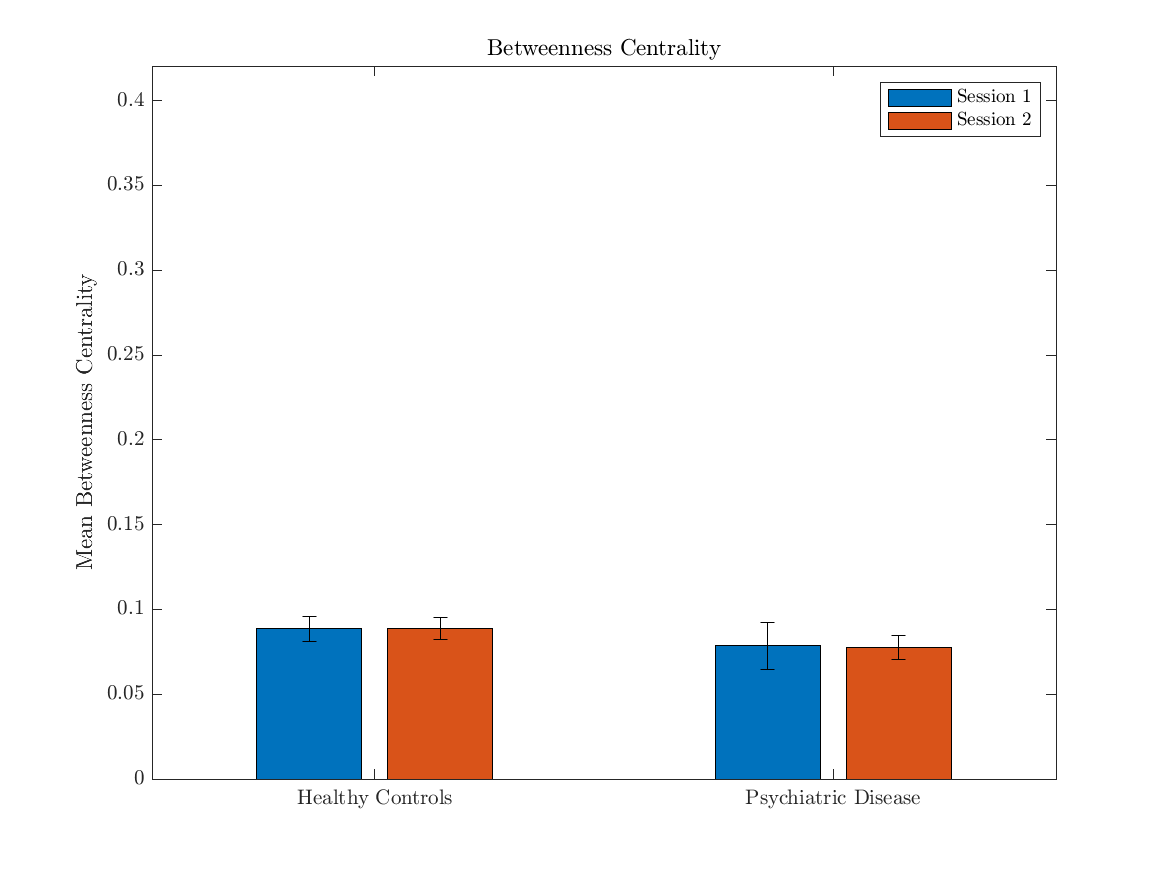 Betweenness Centrality
Session 1
Session 2
0.4
0.35
0.3
0.25
0.2
0.15
0.1
0.05
0
Mean Betweenness Centrality
Healthy Controls
Psychiatric Disease